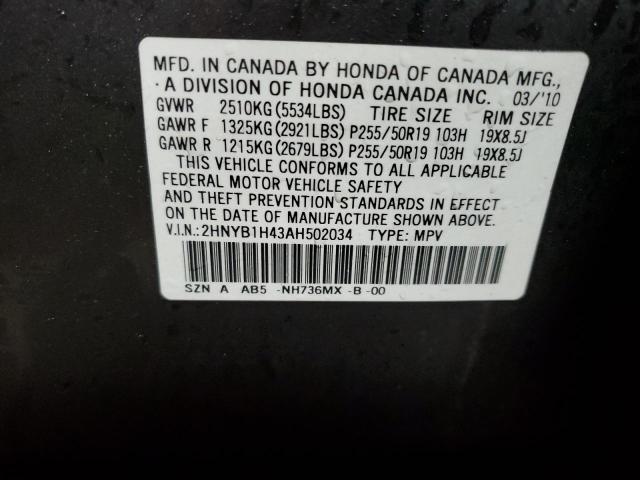 MFD. IN CANADA BY HONDA OF CANADA MFG.,
A DIVISION OF HONDA CANADA INC. 03/'10
GVWR 2510KG(5534LBS) TIRE SIZE RIM SIZE
GAWR F 1325KG(2921LBS) P255/50R19 103H 19X8.5J
GAWR R 1215KG(2679LBS) P255/50R19 103H 19X8.5J
THIS VEHICLE CONFORMS TO ALL APPLICABLE
FEDERAL MOTOR VEHICLE SAFETY
AND THEFT PREVENTION STANDARDS IN EFFECT
ON THE DATE OF MANUFACTURE SHOWN ABOVE.
V.I.N.:2HNYB1H43AH502034 TYPE: MPV
SZN A AB5 -NH736MX -B -00